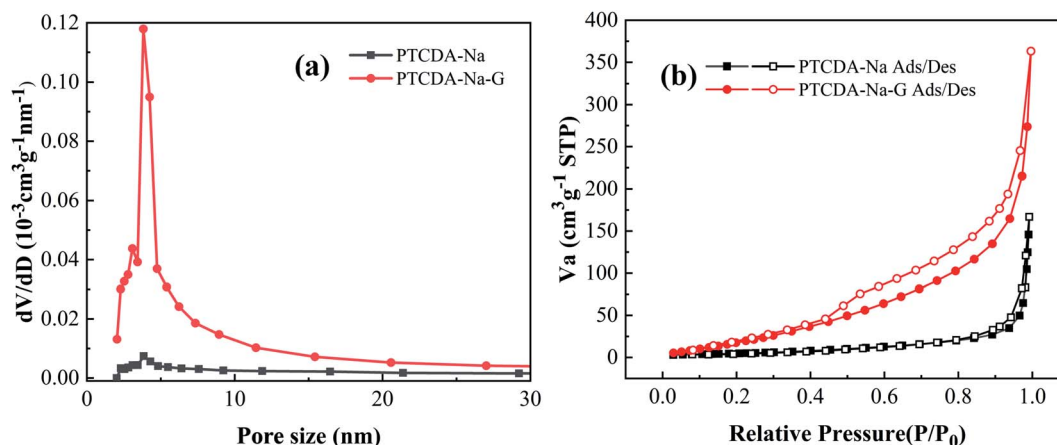 (a)
PTCDA-Na
PTCDA-Na-G
dV/dD (10⁻³cm³g⁻¹nm⁻¹)
0.12
0.10
0.08
0.06
0.04
0.02
0.00
0 10 20 30
Pore size (nm)
(b)
PTCDA-Na Ads/Des
PTCDA-Na-G Ads/Des
Va (cm³g⁻¹ STP)
400
350
300
250
200
150
100
50
0
0.0 0.2 0.4 0.6 0.8 1.0
Relative Pressure(P/P₀)